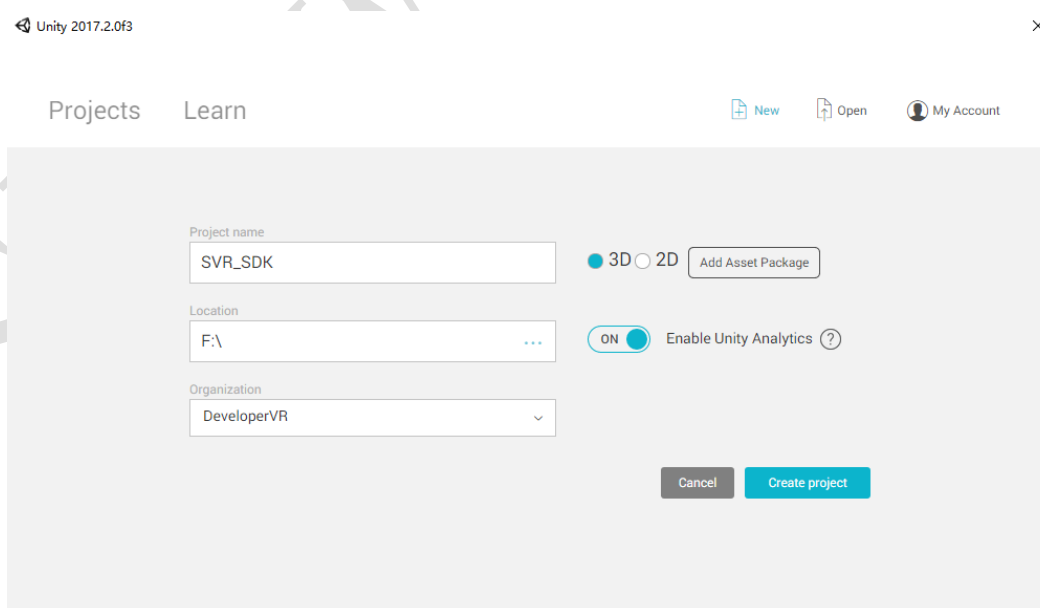 Unity 2017.2.0f3
Projects Learn New Open My Account
Project name
SVR_SDK
3D 2D Add Asset Package
Location
F:\
ON Enable Unity Analytics ?
Organization
DeveloperVR
Cancel Create project